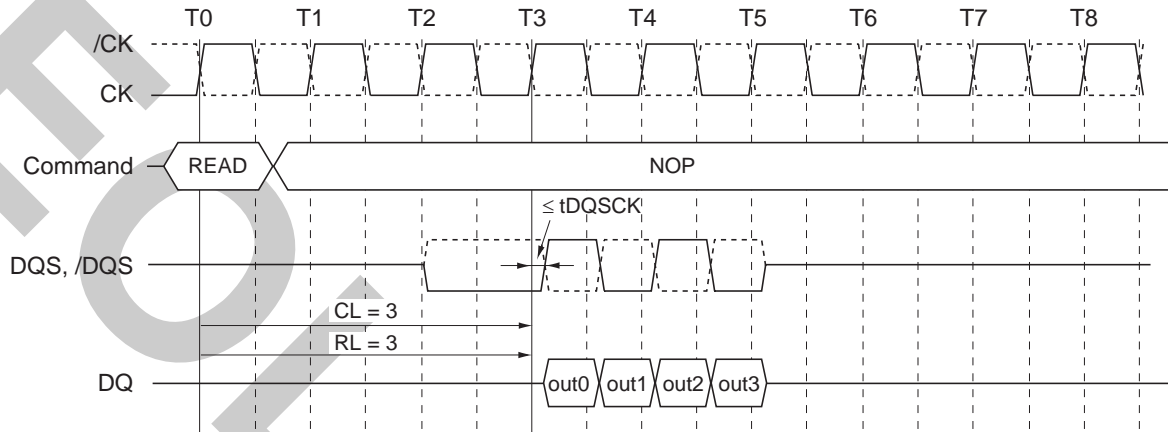 T0 T1 T2 T3 T4 T5 T6 T7 T8
/CK
CK
Command READ NOP
≤ tDQSCK
DQS, /DQS
CL = 3
RL = 3
DQ out0 out1 out2 out3